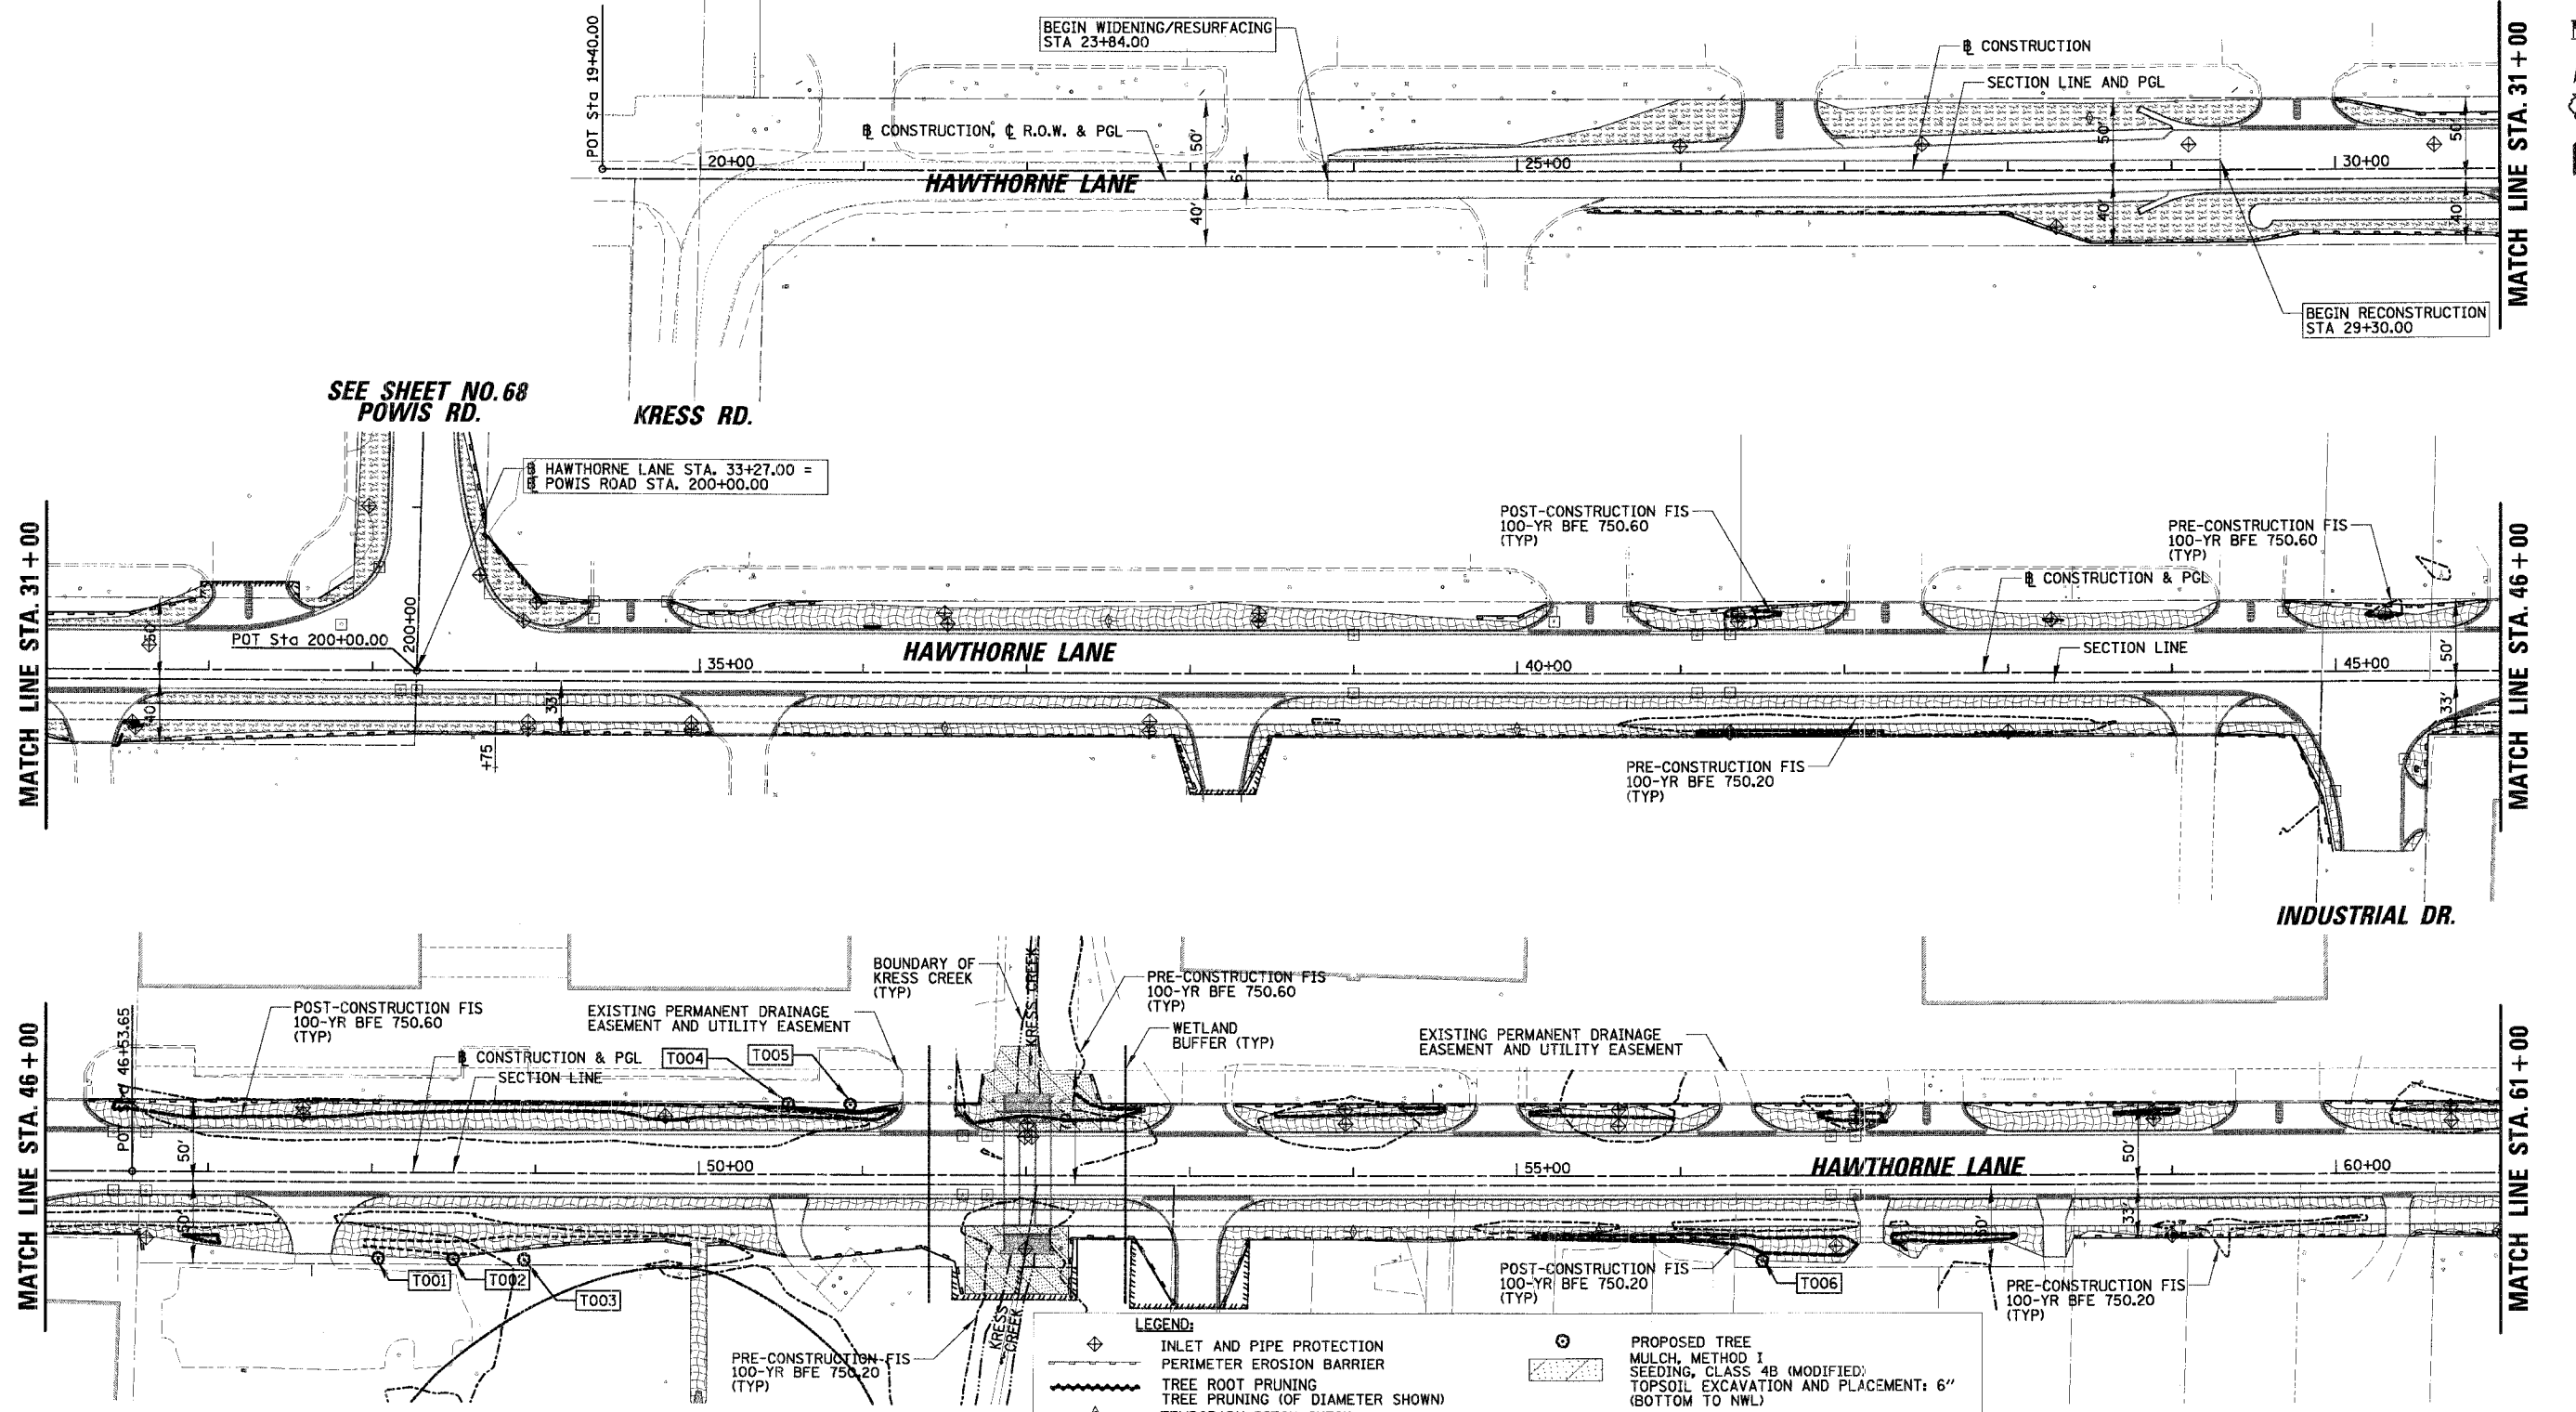 POT Sta 19+40.00
BEGIN WIDENING/RESURFACING
STA 23+84.00
℄ CONSTRUCTION, ℄ R.O.W. & PGL
50'
40'
6'
20+00
HAWTHORNE LANE
25+00
B CONSTRUCTION
SECTION LINE AND PGL
50'
40'
30+00
50'
40'
BEGIN RECONSTRUCTION
STA 29+30.00
MATCH LINE STA. 31+00
KRESS RD.
SEE SHEET NO. 68
POWIS RD.
MATCH LINE STA. 31+00
B HAWTHORNE LANE STA. 33+27.00 =
B POWIS ROAD STA. 200+00.00
POT Sta 200+00.00
200+00
50'
40'
33'
+75
35+00
HAWTHORNE LANE
POST-CONSTRUCTION FIS
100-YR BFE 750.60
(TYP)
PRE-CONSTRUCTION FIS
100-YR BFE 750.60
(TYP)
B CONSTRUCTION & PGL
SECTION LINE
40+00
45+00
50'
33'
PRE-CONSTRUCTION FIS
100-YR BFE 750.20
(TYP)
MATCH LINE STA. 46+00
INDUSTRIAL DR.
MATCH LINE STA. 46+00
POT Sta 46+53.65
POST-CONSTRUCTION FIS
100-YR BFE 750.60
(TYP)
EXISTING PERMANENT DRAINAGE
EASEMENT AND UTILITY EASEMENT
B CONSTRUCTION & PGL
SECTION LINE
T004
T005
BOUNDARY OF
KRESS CREEK
(TYP)
KRESS CREEK
PRE-CONSTRUCTION FIS
100-YR BFE 750.60
(TYP)
WETLAND
BUFFER (TYP)
EXISTING PERMANENT DRAINAGE
EASEMENT AND UTILITY EASEMENT
50'
50'
50+00
55+00
HAWTHORNE LANE
60+00
50'
33'
50'
T001
T002
T003
T006
POST-CONSTRUCTION FIS
100-YR BFE 750.20
(TYP)
PRE-CONSTRUCTION FIS
100-YR BFE 750.20
(TYP)
PRE-CONSTRUCTION FIS
100-YR BFE 750.20
(TYP)
KRESS
CREEK
MATCH LINE STA. 61+00
LEGEND:
INLET AND PIPE PROTECTION
PERIMETER EROSION BARRIER
TREE ROOT PRUNING
TREE PRUNING (OF DIAMETER SHOWN)
PROPOSED TREE
MULCH, METHOD I
SEEDING, CLASS 4B (MODIFIED)
TOPSOIL EXCAVATION AND PLACEMENT: 6"
(BOTTOM TO NWL)